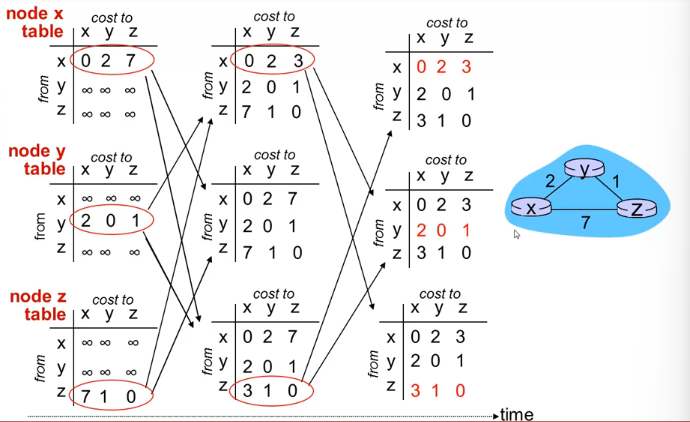 node x table
cost to
x y z
from
x 0 2 7
y ∞ ∞ ∞
z ∞ ∞ ∞
cost to
x y z
from
x 0 2 3
y 2 0 1
z 7 1 0
cost to
x y z
from
x 0 2 3
y 2 0 1
z 3 1 0
node y table
cost to
x y z
from
x ∞ ∞ ∞
y 2 0 1
z ∞ ∞ ∞
cost to
x y z
from
x 0 2 7
y 2 0 1
z 7 1 0
cost to
x y z
from
x 0 2 3
y 2 0 1
z 3 1 0
node z table
cost to
x y z
from
x ∞ ∞ ∞
y ∞ ∞ ∞
z 7 1 0
cost to
x y z
from
x 0 2 7
y 2 0 1
z 3 1 0
cost to
x y z
from
x 0 2 3
y 2 0 1
z 3 1 0
y
2 1
x z
7
time